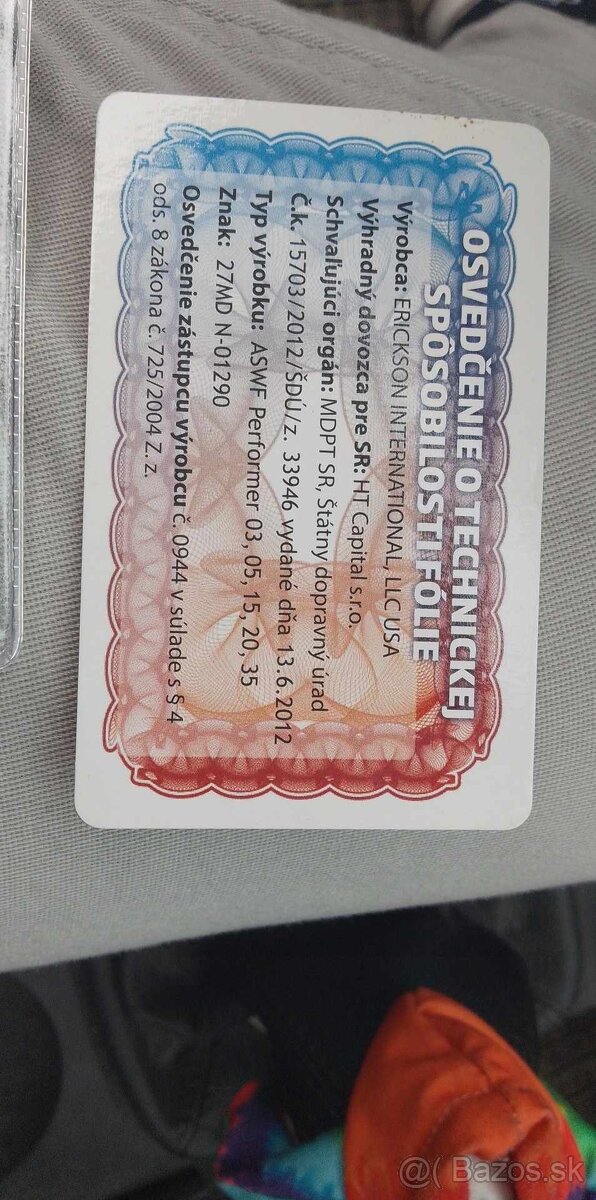 OSVEDČENIE O TECHNICKEJ
SPÔSOBILOSTI FÓLIE
Výrobca: ERICKSON INTERNATIONAL, LLC USA
Výhradný dovozca pre SR: HT Capital s.r.o.
Schvaľujúci orgán: MDPT SR, Štátny dopravný úrad
Č.k. 15703/2012/ŠDÚ/z. 33946 vydané dňa 13.6.2012
Typ výrobku: ASWF Performer 03, 05, 15, 20, 35
Znak: 27MD N-01290
Osvedčenie zástupcu výrobcu č. 0944 v súlade s § 4
ods. 8 zákona č. 725/2004 Z. z.
@( Bazos.sk